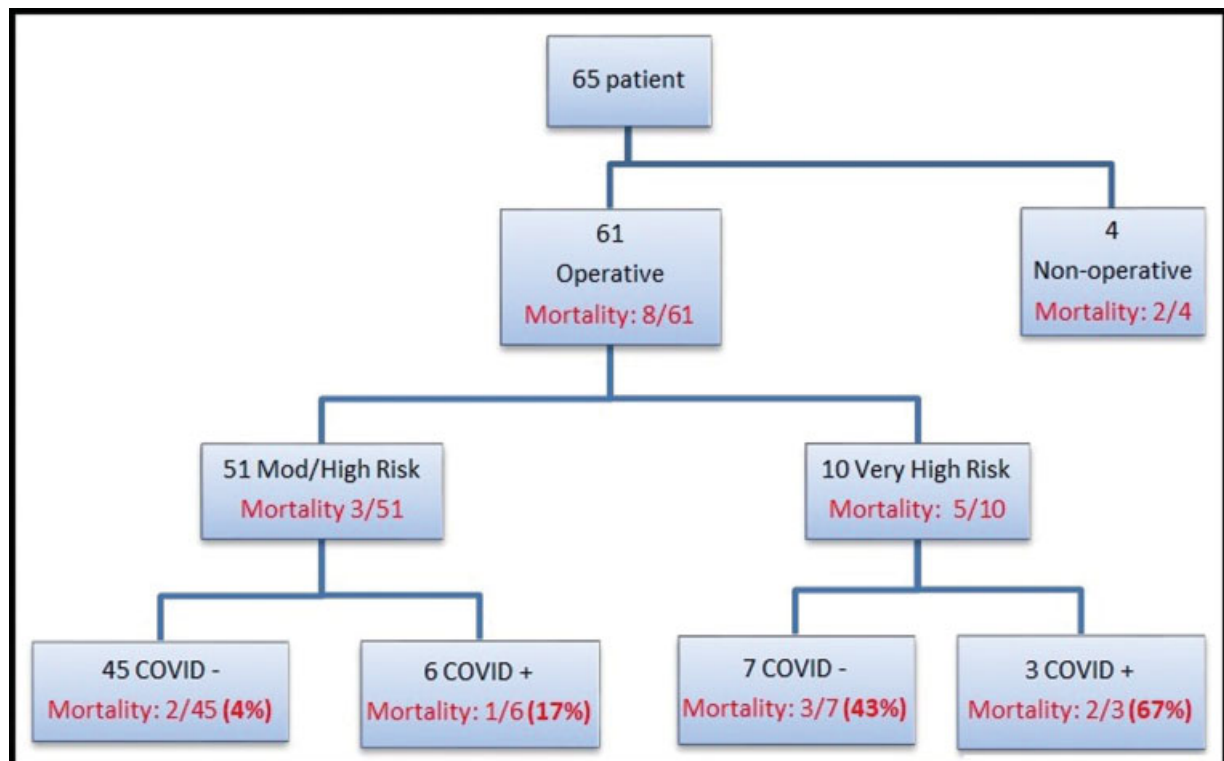 65 patient
61
Operative
Mortality: 8/61
4
Non-operative
Mortality: 2/4
51 Mod/High Risk
Mortality 3/51
10 Very High Risk
Mortality: 5/10
45 COVID -
Mortality: 2/45 (4%)
6 COVID +
Mortality: 1/6 (17%)
7 COVID -
Mortality: 3/7 (43%)
3 COVID +
Mortality: 2/3 (67%)